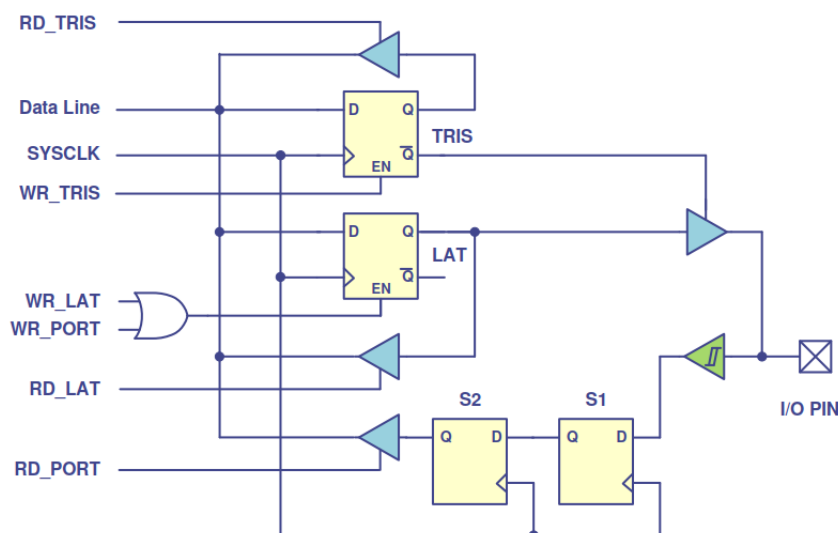 RD_TRIS
Data Line
D
Q
TRIS
SYSCLK
Q
EN
WR_TRIS
D
Q
LAT
Q
EN
WR_LAT
WR_PORT
RD_LAT
S2
S1
I/O PIN
Q
D
Q
D
RD_PORT